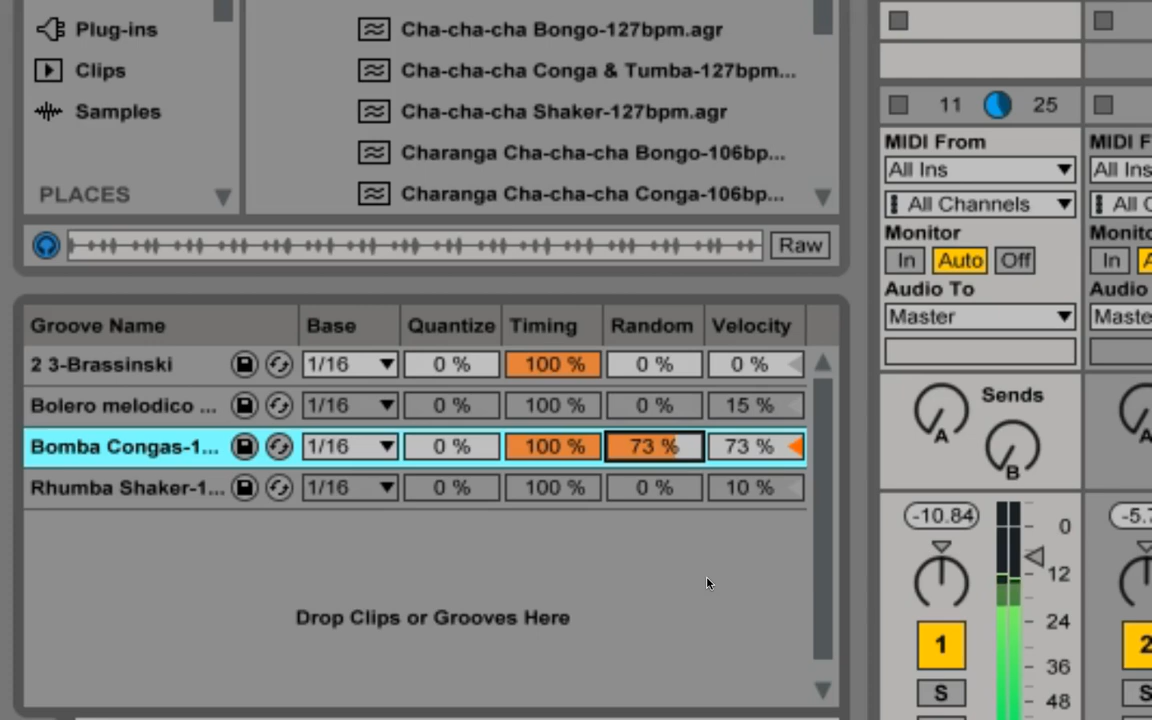 Plug-ins
Clips
Samples
PLACES
Cha-cha-cha Bongo-127bpm.agr
Cha-cha-cha Conga & Tumba-127bpm...
Cha-cha-cha Shaker-127bpm.agr
Charanga Cha-cha-cha Bongo-106bp...
Charanga Cha-cha-cha Conga-106bp...
Raw
Groove Name Base Quantize Timing Random Velocity
2 3-Brassinski 1/16 0 % 100 % 0 % 0 %
Bolero melodico ... 1/16 0 % 100 % 0 % 15 %
Bomba Congas-1... 1/16 0 % 100 % 73 % 73 %
Rhumba Shaker-1... 1/16 0 % 100 % 0 % 10 %
Drop Clips or Grooves Here
11 25
MIDI From
All Ins
All Channels
Monitor
In Auto Off
Audio To
Master
Sends
A
B
-10.84
0
12
24
36
48
1
S
MIDI F
All Ins
All C
Monito
In A
Audio
Maste
A
-5.7
2
S